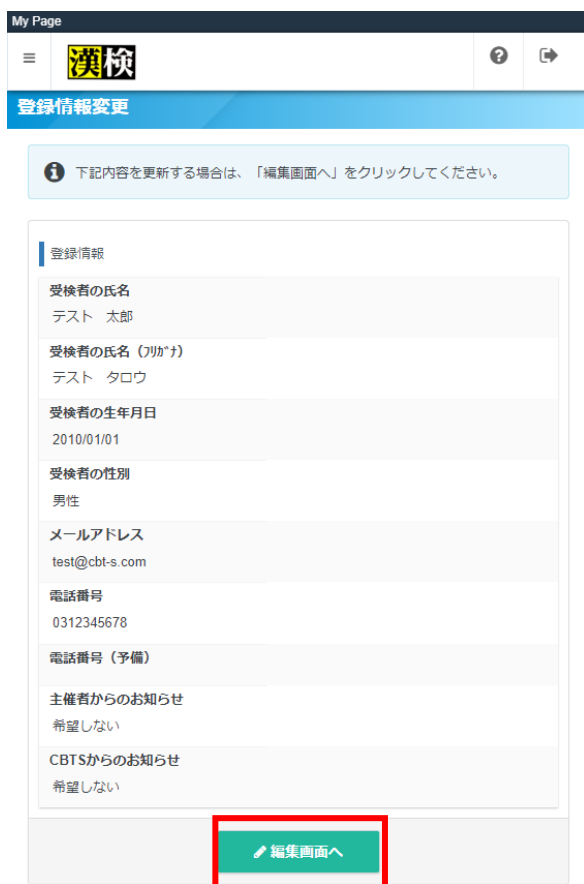 My Page
漢検
登録情報変更
下記内容を更新する場合は、「編集画面へ」をクリックしてください。
登録情報
受検者の氏名
テスト　太郎
受検者の氏名（ﾌﾘｶﾞﾅ）
テスト　タロウ
受検者の生年月日
2010/01/01
受検者の性別
男性
メールアドレス
test@cbt-s.com
電話番号
0312345678
電話番号（予備）
主催者からのお知らせ
希望しない
CBTSからのお知らせ
希望しない
編集画面へ